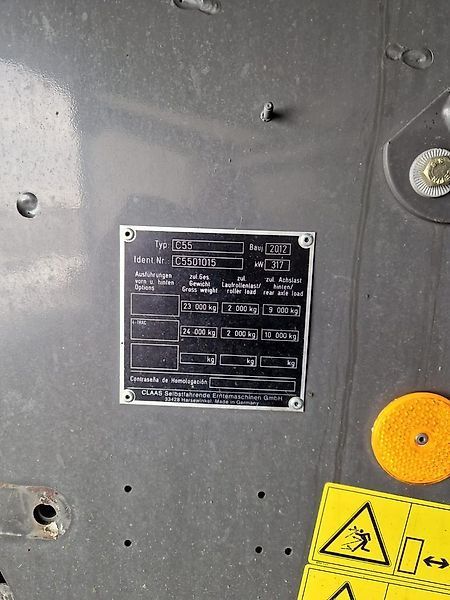 Typ: C55 Bauj 2012
Ident.Nr. C5501015 kW 317
Ausführungen vorn u. hinten Options
zul. Ges. Gewicht Gross weight
zul. Laufrollenlast/ roller load
zul. Achslast hinten/ rear axle load
23 000 kg 2 000 kg 9 000 kg
4-TRAC 24 000 kg 2 000 kg 10 000 kg
kg kg kg
Contraseña de Homologación
CLAAS Selbstfahrende Erntemaschinen GmbH
33428 Harsewinkel. Made in Germany